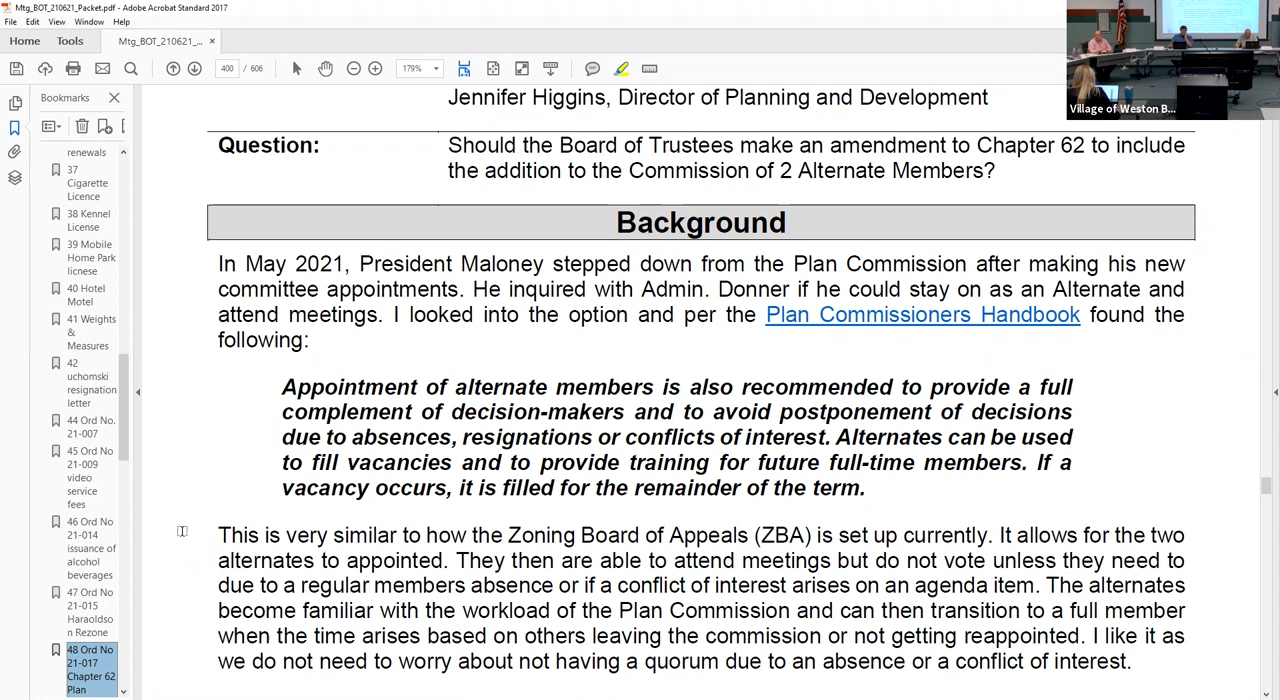 Mtg_BOT_210621_Packet.pdf - Adobe Acrobat Standard 2017
File Edit View Window Help
Home Tools Mtg_BOT_210621_... ×
400 / 606 179%
Village of Weston B...
Bookmarks
renewals
37
Cigarette
Licence
38 Kennel
License
39 Mobile
Home Park
licnese
40 Hotel
Motel
41 Weights
&
Measures
42
uchomski
resignation
letter
44 Ord No.
21-007
45 Ord No
21-009
video
service
fees
46 Ord No
21-014
issuance of
alcohol
beverages
47 Ord No
21-015
Haraoldso
n Rezone
48 Ord No
21-017
Chapter 62
Plan
Jennifer Higgins, Director of Planning and Development
Question: Should the Board of Trustees make an amendment to Chapter 62 to include
the addition to the Commission of 2 Alternate Members?
Background
In May 2021, President Maloney stepped down from the Plan Commission after making his new
committee appointments. He inquired with Admin. Donner if he could stay on as an Alternate and
attend meetings. I looked into the option and per the Plan Commissioners Handbook found the
following:
Appointment of alternate members is also recommended to provide a full
complement of decision-makers and to avoid postponement of decisions
due to absences, resignations or conflicts of interest. Alternates can be used
to fill vacancies and to provide training for future full-time members. If a
vacancy occurs, it is filled for the remainder of the term.
This is very similar to how the Zoning Board of Appeals (ZBA) is set up currently. It allows for the two
alternates to appointed. They then are able to attend meetings but do not vote unless they need to
due to a regular members absence or if a conflict of interest arises on an agenda item. The alternates
become familiar with the workload of the Plan Commission and can then transition to a full member
when the time arises based on others leaving the commission or not getting reappointed. I like it as
we do not need to worry about not having a quorum due to an absence or a conflict of interest.